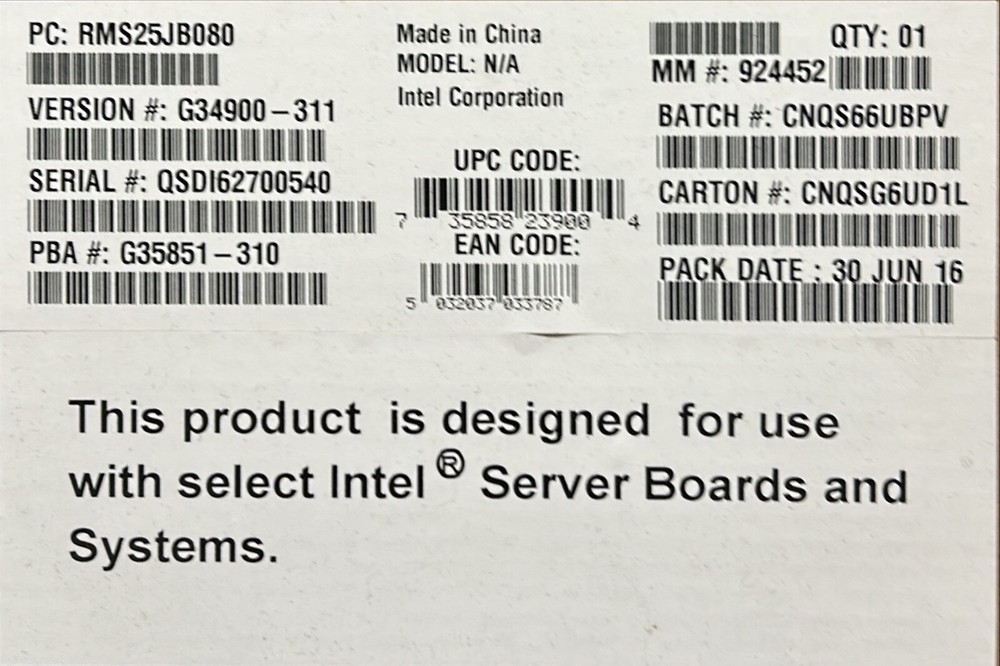 PC: RMS25JB080
VERSION #: G34900-311
SERIAL #: QSDI62700540
PBA #: G35851-310
Made in China
MODEL: N/A
Intel Corporation
UPC CODE:
7 35858 23900 4
EAN CODE:
5 032037 033787
QTY: 01
MM #: 924452
BATCH #: CNQS66UBPV
CARTON #: CNQSG6UD1L
PACK DATE : 30 JUN 16
This product is designed for use
with select Intel® Server Boards and
Systems.